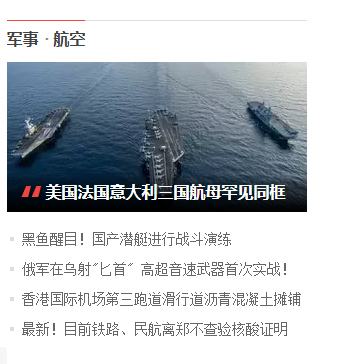 军事 · 航空
美国法国意大利三国航母罕见同框
黑鱼醒目！国产潜艇进行战斗演练
俄军在乌射“匕首” 高超音速武器首次实战！
香港国际机场第三跑道滑行道沥青混凝土摊铺
最新！目前铁路、民航离郑不查验核酸证明